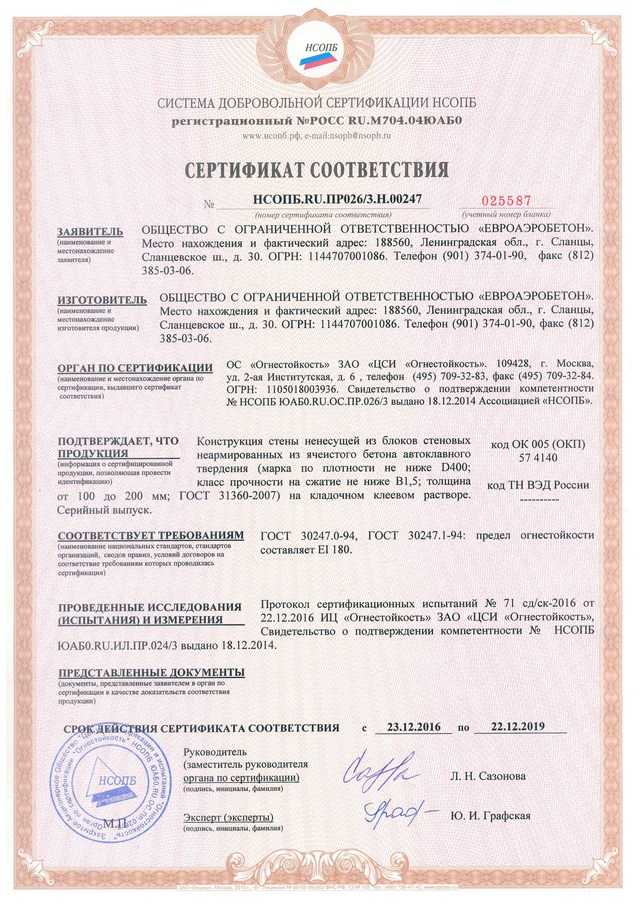 НСОПБ
СИСТЕМА ДОБРОВОЛЬНОЙ СЕРТИФИКАЦИИ НСОПБ
регистрационный №РОСС RU.М704.04ЮАБ0
www.нсопб.рф, e-mail:nsopb@nsopb.ru
СЕРТИФИКАТ СООТВЕТСТВИЯ
№ НСОПБ.RU.ПР026/3.Н.00247 025587
(номер сертификата соответствия) (учетный номер бланка)
ЗАЯВИТЕЛЬ ОБЩЕСТВО С ОГРАНИЧЕННОЙ ОТВЕТСТВЕННОСТЬЮ «ЕВРОАЭРОБЕТОН».
(наименование и местонахождение заявителя)
Место нахождения и фактический адрес: 188560, Ленинградская обл., г. Сланцы,
Сланцевское ш., д. 30. ОГРН: 1144707001086. Телефон (901) 374-01-90, факс (812)
385-03-06.
ИЗГОТОВИТЕЛЬ ОБЩЕСТВО С ОГРАНИЧЕННОЙ ОТВЕТСТВЕННОСТЬЮ «ЕВРОАЭРОБЕТОН».
(наименование и местонахождение изготовителя продукции)
Место нахождения и фактический адрес: 188560, Ленинградская обл., г. Сланцы,
Сланцевское ш., д. 30. ОГРН: 1144707001086. Телефон (901) 374-01-90, факс (812)
385-03-06.
ОРГАН ПО СЕРТИФИКАЦИИ ОС «Огнестойкость» ЗАО «ЦСИ «Огнестойкость». 109428, г. Москва,
(наименование и местонахождение органа по сертификации, выдавшего сертификат соответствия)
ул. 2-ая Институтская, д. 6 , телефон (495) 709-32-83, факс (495) 709-32-84.
ОГРН: 1105018003936. Свидетельство о подтверждении компетентности
№ НСОПБ ЮАБ0.RU.ОС.ПР.026/3 выдано 18.12.2014 Ассоциацией «НСОПБ».
ПОДТВЕРЖДАЕТ, ЧТО ПРОДУКЦИЯ
(информация о сертифицированной продукции, позволяющая провести идентификацию)
Конструкция стены ненесущей из блоков стеновых
неармированных из ячеистого бетона автоклавного
твердения (марка по плотности не ниже D400;
класс прочности на сжатие не ниже В1,5; толщина
от 100 до 200 мм; ГОСТ 31360-2007) на кладочном клеевом растворе.
Серийный выпуск.
код ОК 005 (ОКП)
57 4140
код ТН ВЭД России
----------
СООТВЕТСТВУЕТ ТРЕБОВАНИЯМ ГОСТ 30247.0-94, ГОСТ 30247.1-94: предел огнестойкости
(наименование национальных стандартов, стандартов организаций, сводов правил, условий договоров на соответствие требованиям которых проводилась сертификация)
составляет EI 180.
ПРОВЕДЕННЫЕ ИССЛЕДОВАНИЯ (ИСПЫТАНИЯ) И ИЗМЕРЕНИЯ
Протокол сертификационных испытаний № 71 сд/ск-2016 от
22.12.2016 ИЦ «Огнестойкость» ЗАО «ЦСИ «Огнестойкость»,
Свидетельство о подтверждении компетентности № НСОПБ
ЮАБ0.RU.ИЛ.ПР.024/3 выдано 18.12.2014.
ПРЕДСТАВЛЕННЫЕ ДОКУМЕНТЫ
(документы, представленные заявителем в орган по сертификации в качестве доказательств соответствия продукции)
СРОК ДЕЙСТВИЯ СЕРТИФИКАТА СООТВЕТСТВИЯ с 23.12.2016 по 22.12.2019
Руководитель
(заместитель руководителя
органа по сертификации)
(подпись, инициалы, фамилия)
Л. Н. Сазонова
Эксперт (эксперты)
(подпись, инициалы, фамилия)
Ю. И. Графская
НСОПБ
М.П.